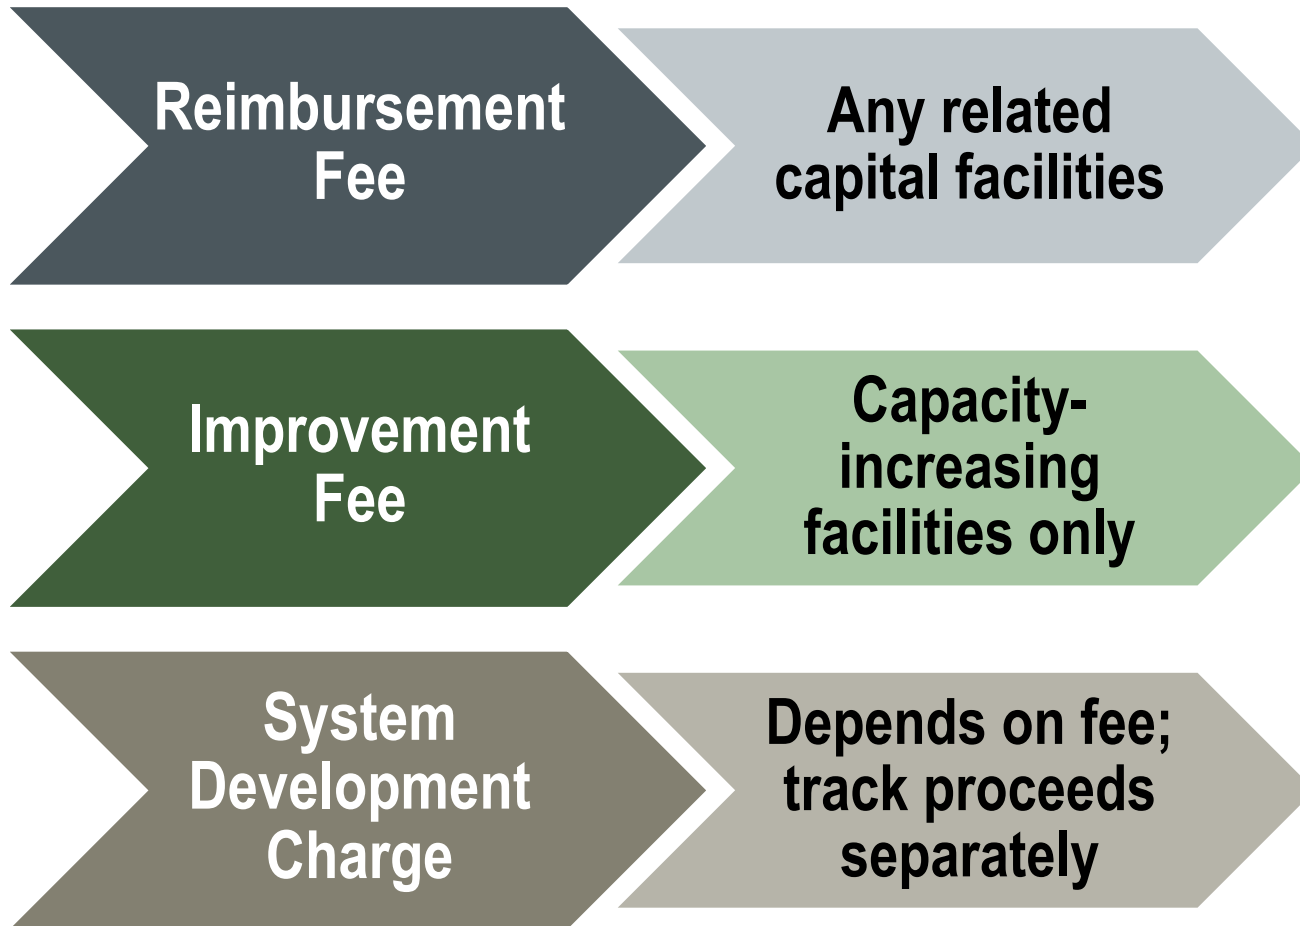 Reimbursement
Fee
Any related
capital facilities
Improvement
Fee
Capacity-
increasing
facilities only
System
Development
Charge
Depends on fee;
track proceeds
separately